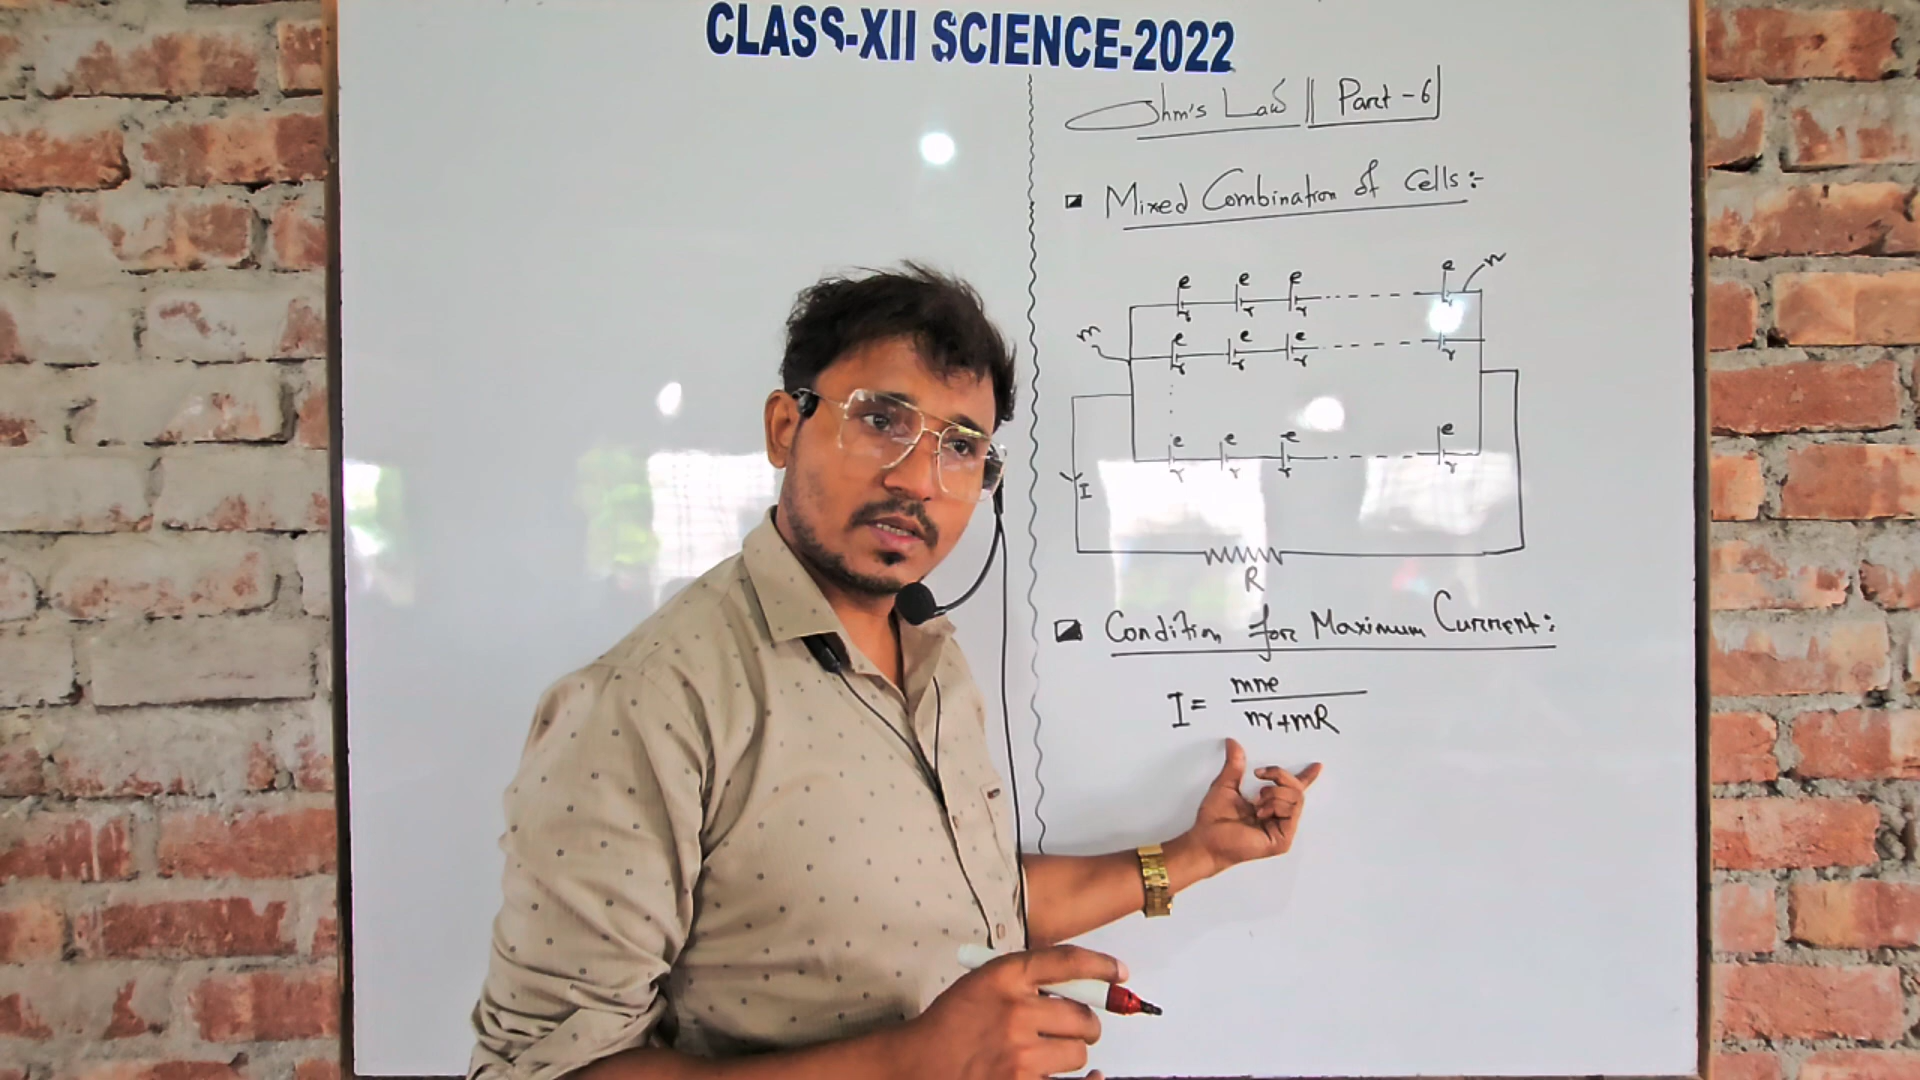 CLASS-XII SCIENCE-2022
Ohm's Law || Part-6
Mixed Combination of Cells:-
e e e e n
r r r r
m e e e
r r r r
e e e e
r r r r
I
R
Condition for Maximum Current:
I = mne / nr+mR